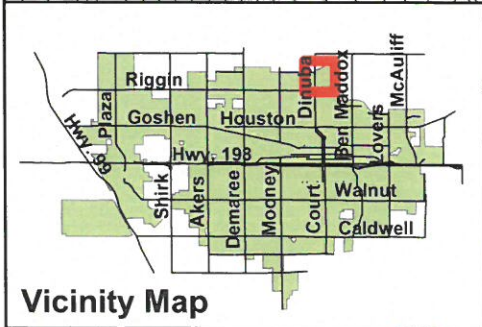 Riggin
Plaza
Goshen
Houston
Dinuba
Ben Maddox
McAuliff
Lovers
Hwy. 99
Hwy. 198
Shirk
Akers
Demaree
Mooney
Court
Walnut
Caldwell
Vicinity Map